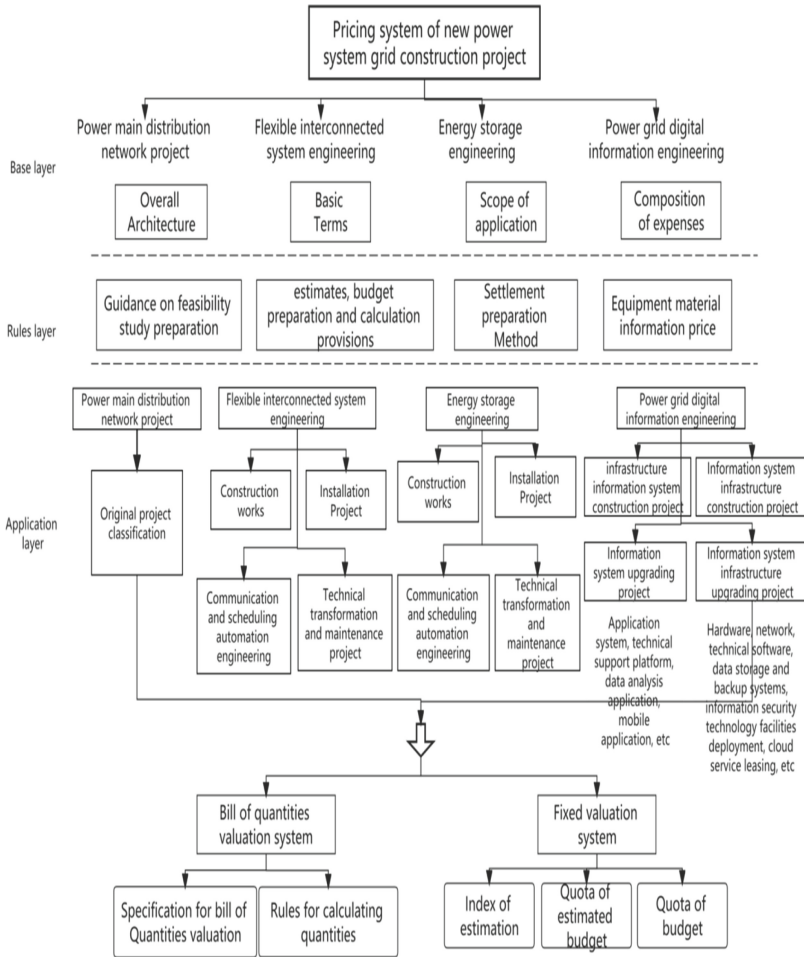 Pricing system of new power
system grid construction project
Power main distribution
network project
Flexible interconnected
system engineering
Energy storage
engineering
Power grid digital
information engineering
Base layer
Overall
Architecture
Basic
Terms
Scope of
application
Composition
of expenses
Rules layer
Guidance on feasibility
study preparation
estimates, budget
preparation and calculation
provisions
Settlement
preparation
Method
Equipment material
information price
Power main distribution
network project
Flexible interconnected system
engineering
Energy storage
engineering
Power grid digital
information engineering
Application
layer
Original project
classification
Construction
works
Installation
Project
Construction
works
Installation
Project
infrastructure
information system
construction project
Information system
infrastructure
construction project
Communication
and scheduling
automation
engineering
Technical
transformation
and maintenance
project
Communication
and scheduling
automation
engineering
Technical
transformation
and
maintenance
project
Information
system upgrading
project
Information system
infrastructure
upgrading project
Application
system, technical
support platform,
data analysis
application,
mobile
application, etc
Hardware, network,
technical software,
data storage and
backup systems,
information security
technology facilities
deployment, cloud
service leasing, etc
Bill of quantities
valuation system
Fixed valuation
system
Specification for bill of
Quantities valuation
Rules for calculating
quantities
Index of
estimation
Quota of
estimated
budget
Quota of
budget